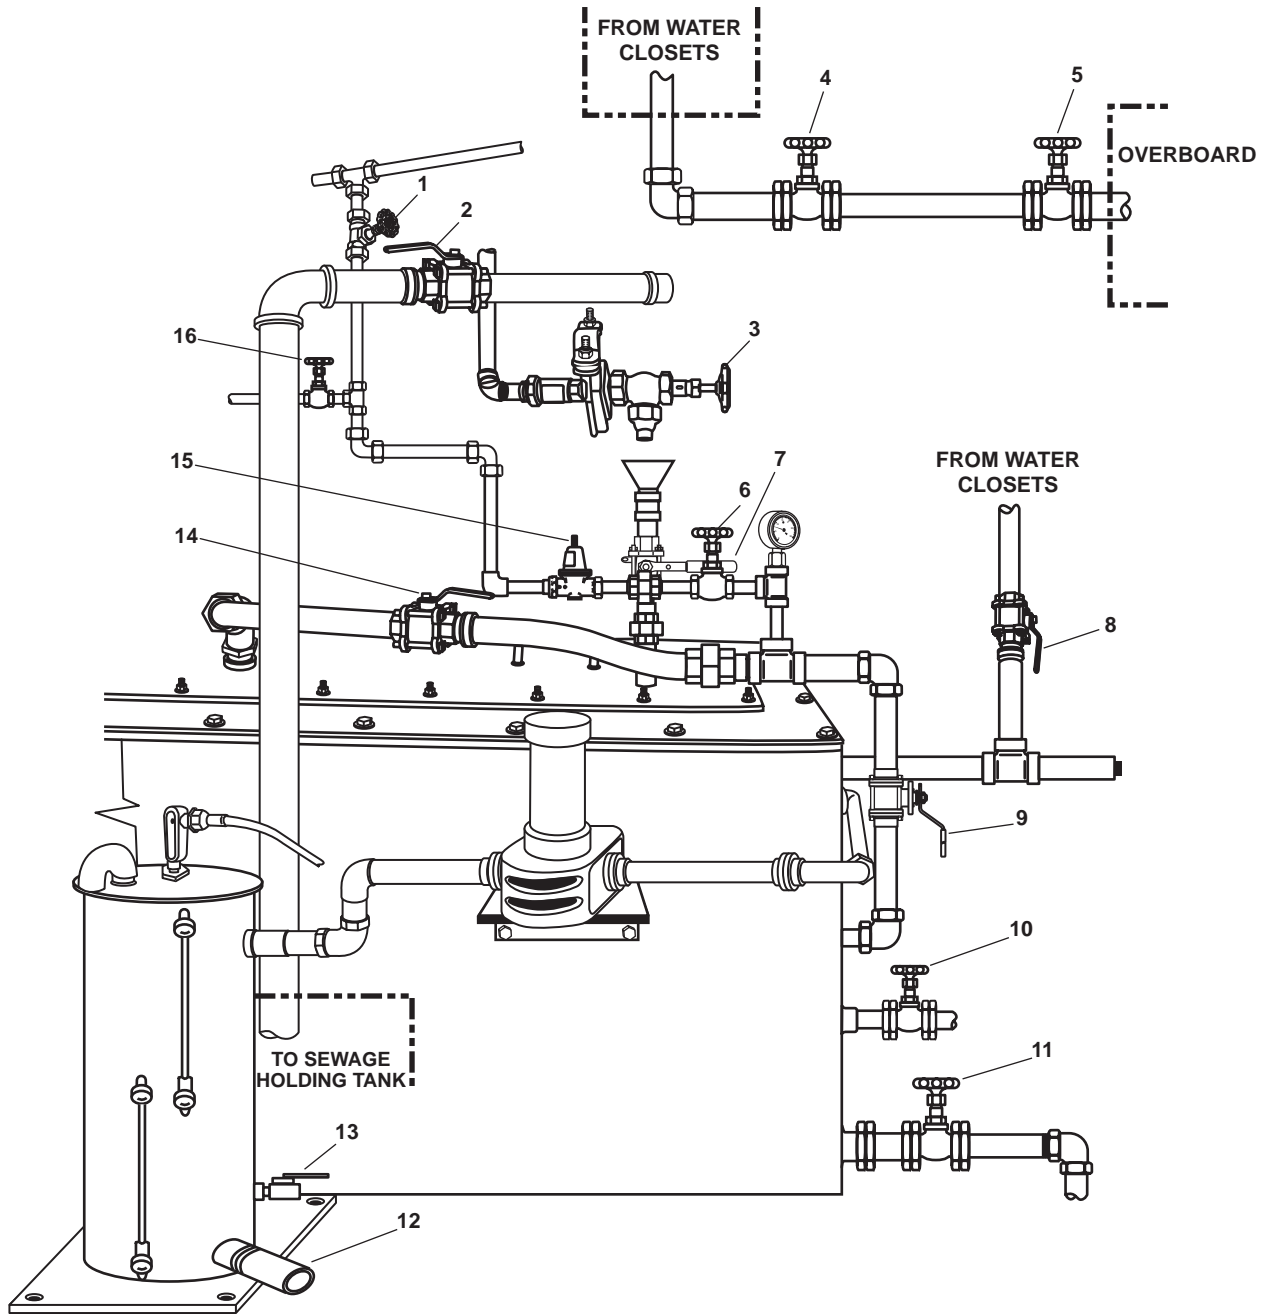 FROM WATER
CLOSETS
4
5
OVERBOARD
1
2
3
16
15
14
7
6
FROM WATER
CLOSETS
8
9
10
11
TO SEWAGE
HOLDING TANK
13
12